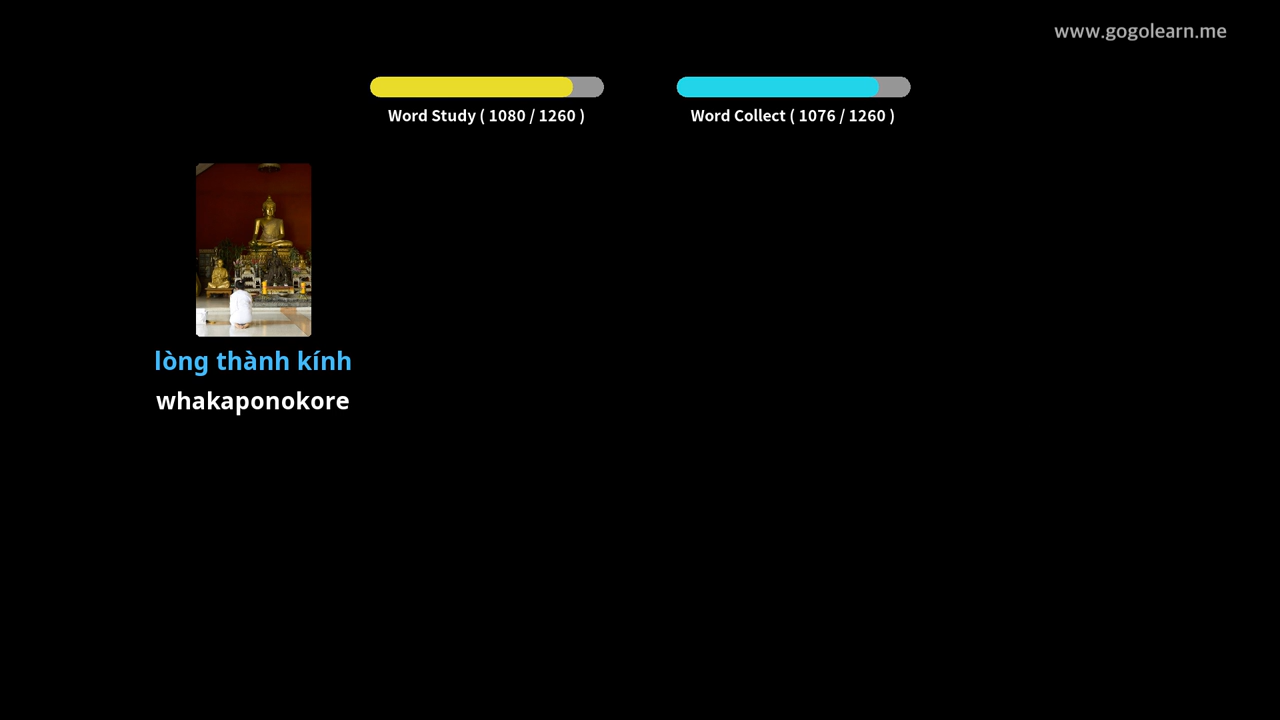 www.gogolearn.me
Word Study ( 1080 / 1260 )
Word Collect ( 1076 / 1260 )
lòng thành kính
whakaponokore